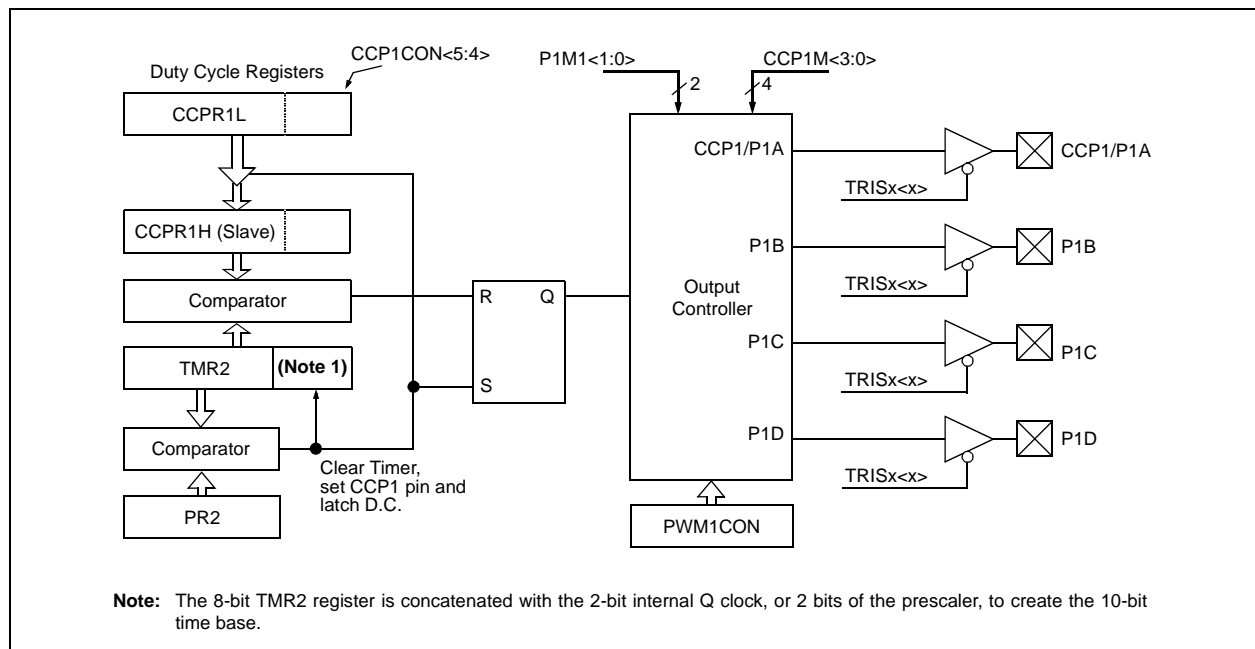 CCP1CON<5:4>
Duty Cycle Registers
CCPR1L
CCPR1H (Slave)
Comparator
TMR2
(Note 1)
Comparator
PR2
Clear Timer,
set CCP1 pin and
latch D.C.
R
Q
S
P1M1<1:0>
2
CCP1M<3:0>
4
Output
Controller
CCP1/P1A
TRISx<x>
CCP1/P1A
P1B
TRISx<x>
P1B
P1C
TRISx<x>
P1C
P1D
TRISx<x>
P1D
PWM1CON
Note: The 8-bit TMR2 register is concatenated with the 2-bit internal Q clock, or 2 bits of the prescaler, to create the 10-bit
time base.